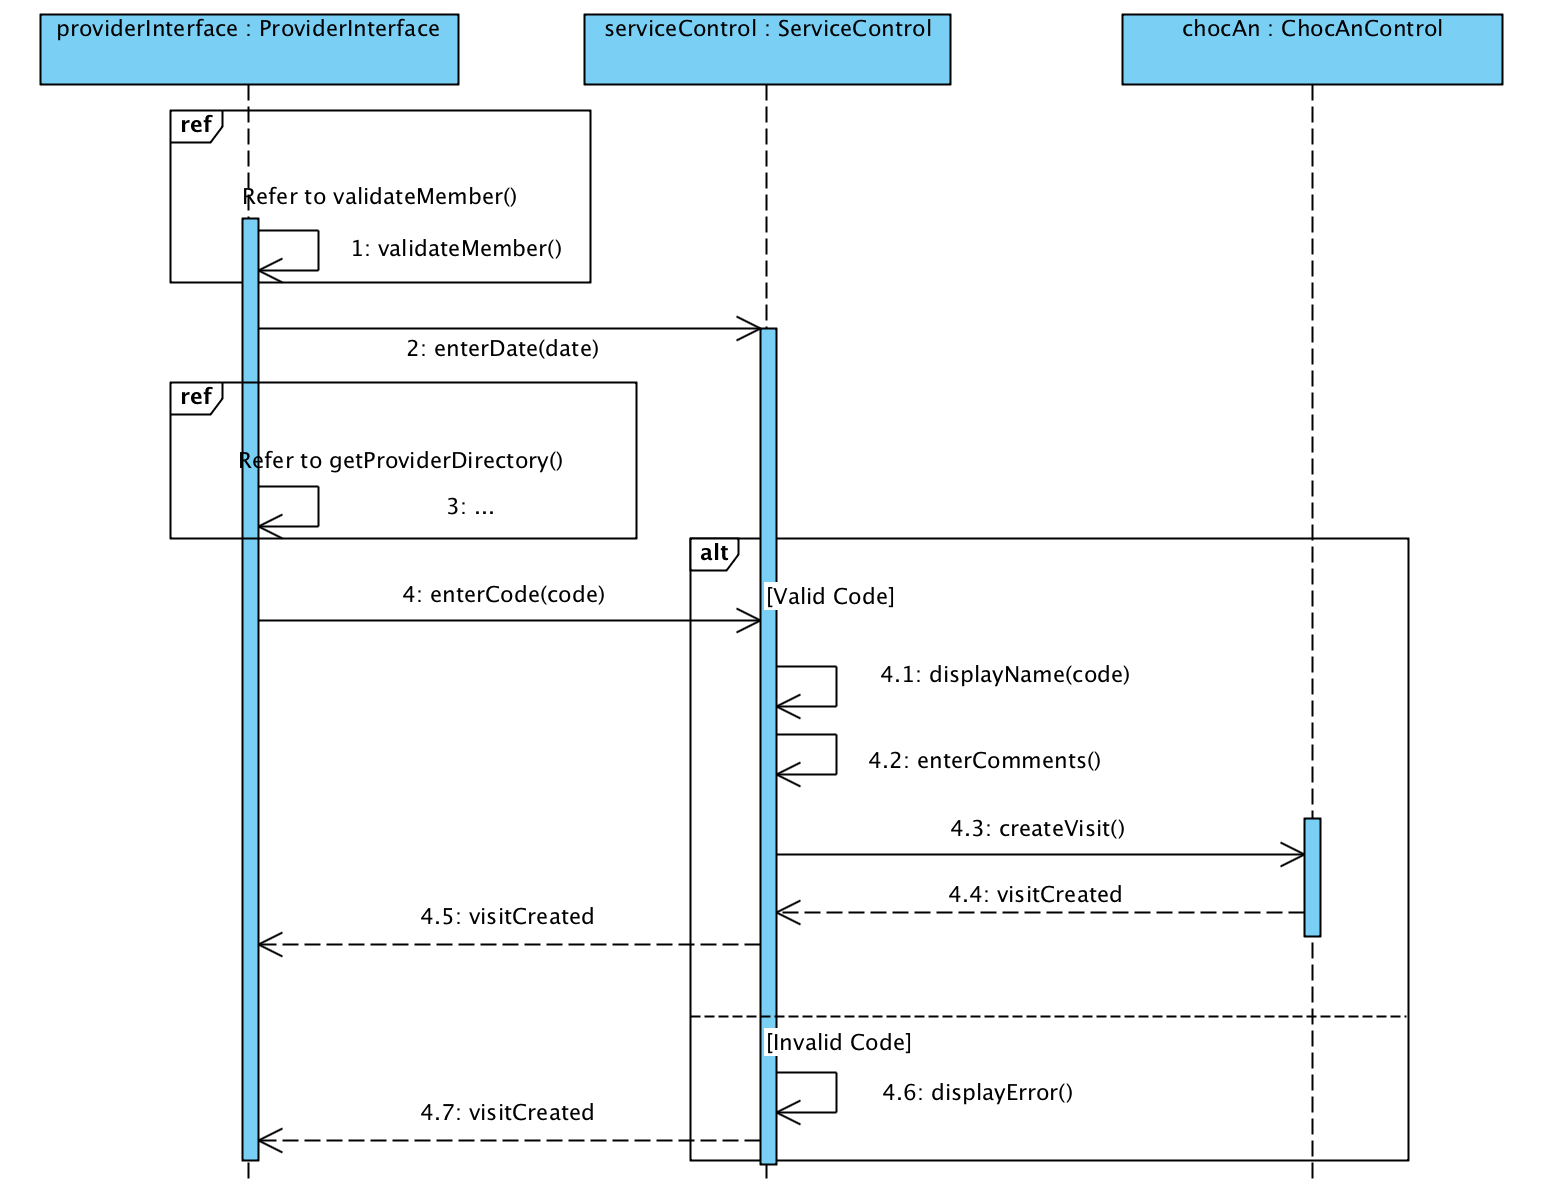 providerInterface : ProviderInterface
serviceControl : ServiceControl
chocAn : ChocAnControl
ref
Refer to validateMember()
1: validateMember()
2: enterDate(date)
ref
Refer to getProviderDirectory()
3: ...
alt
[Valid Code]
4: enterCode(code)
4.1: displayName(code)
4.2: enterComments()
4.3: createVisit()
4.4: visitCreated
4.5: visitCreated
[Invalid Code]
4.6: displayError()
4.7: visitCreated